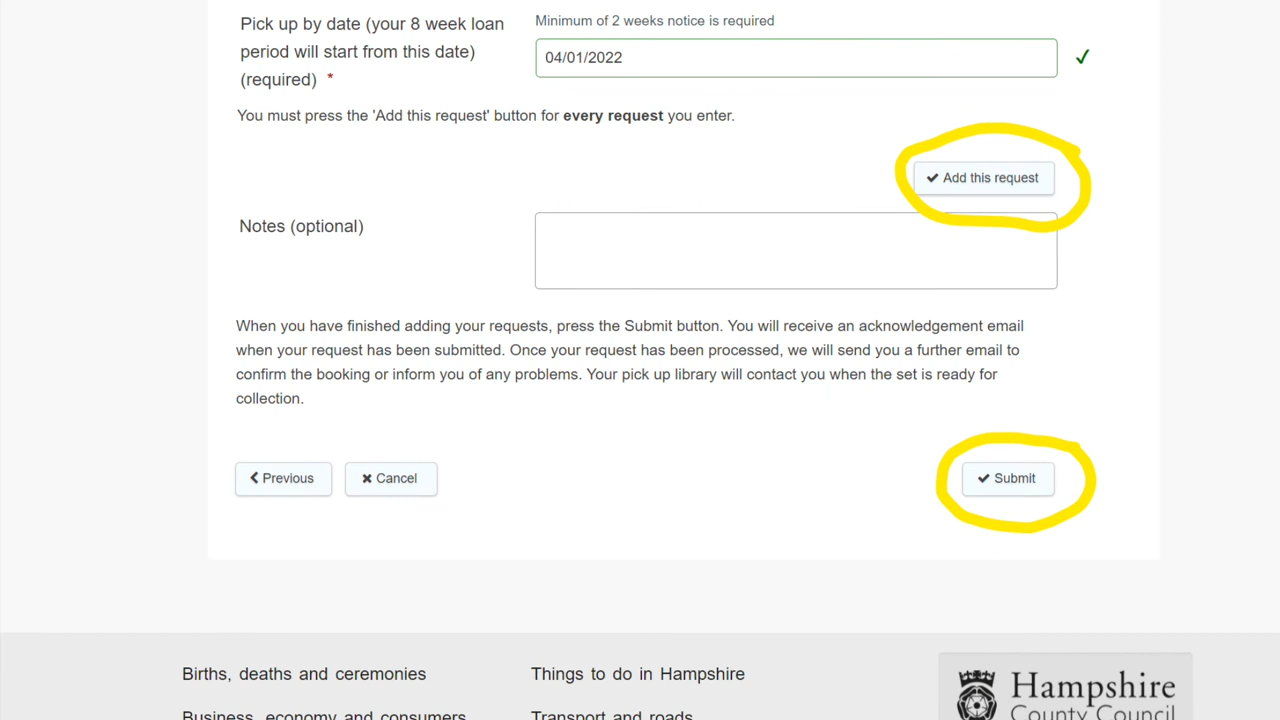 Pick up by date (your 8 week loan
period will start from this date)
(required) *
Minimum of 2 weeks notice is required
04/01/2022
You must press the 'Add this request' button for every request you enter.
Add this request
Notes (optional)
When you have finished adding your requests, press the Submit button. You will receive an acknowledgement email
when your request has been submitted. Once your request has been processed, we will send you a further email to
confirm the booking or inform you of any problems. Your pick up library will contact you when the set is ready for
collection.
Previous
Cancel
Submit
Births, deaths and ceremonies
Things to do in Hampshire
Hampshire
County Council
Business, economy and consumers
Transport and roads